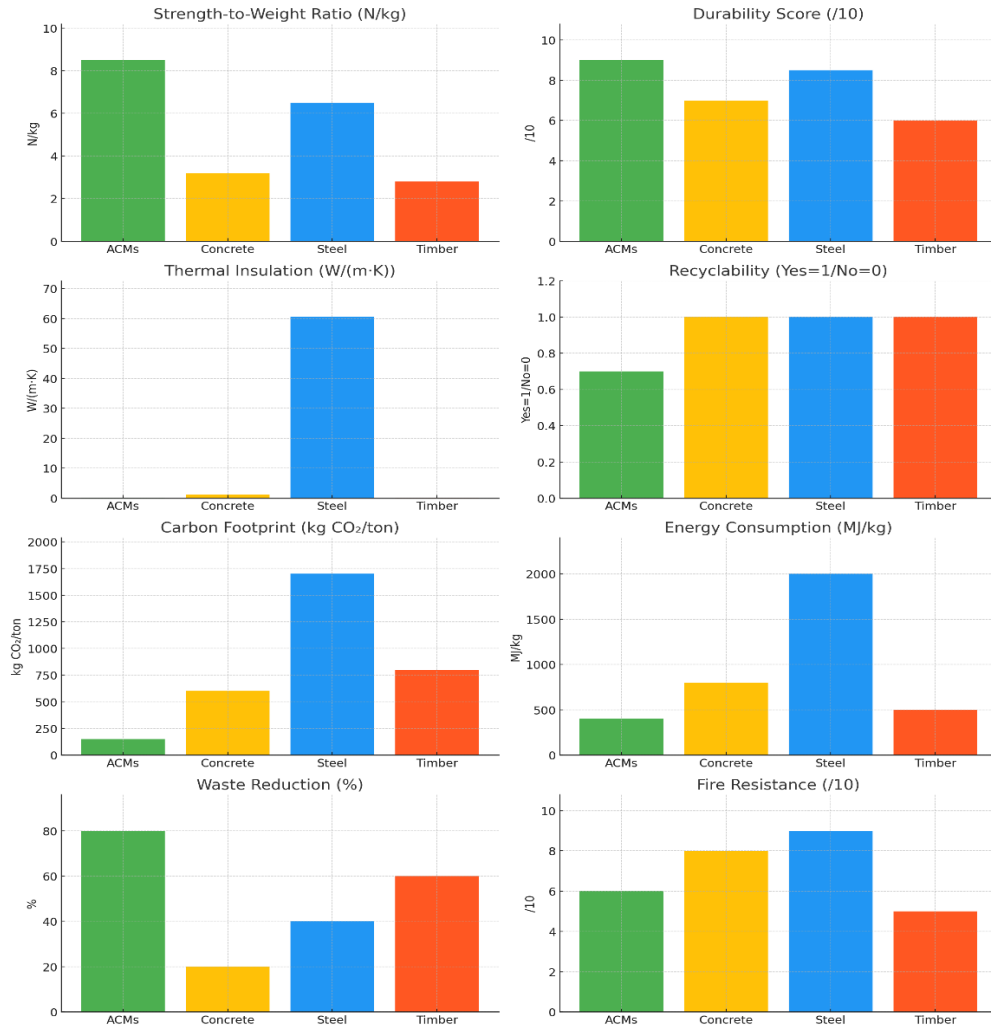 Strength-to-Weight Ratio (N/kg)
10
8
6
4
2
0
N/kg
ACMs Concrete Steel Timber
Durability Score (/10)
10
8
6
4
2
0
/10
ACMs Concrete Steel Timber
Thermal Insulation (W/(m·K))
70
60
50
40
30
20
10
0
W/(m·K)
ACMs Concrete Steel Timber
Recyclability (Yes=1/No=0)
1.2
1.0
0.8
0.6
0.4
0.2
0.0
Yes=1/No=0
ACMs Concrete Steel Timber
Carbon Footprint (kg CO₂/ton)
2000
1750
1500
1250
1000
750
500
250
0
kg CO₂/ton
ACMs Concrete Steel Timber
Energy Consumption (MJ/kg)
2000
1500
1000
500
0
MJ/kg
ACMs Concrete Steel Timber
Waste Reduction (%)
80
60
40
20
0
%
ACMs Concrete Steel Timber
Fire Resistance (/10)
10
8
6
4
2
0
/10
ACMs Concrete Steel Timber